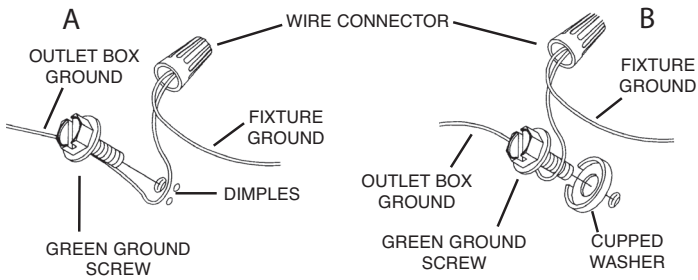 A
WIRE CONNECTOR
B
OUTLET BOX
GROUND
FIXTURE
GROUND
DIMPLES
GREEN GROUND
SCREW
FIXTURE
GROUND
OUTLET BOX
GROUND
GREEN GROUND
SCREW
CUPPED
WASHER